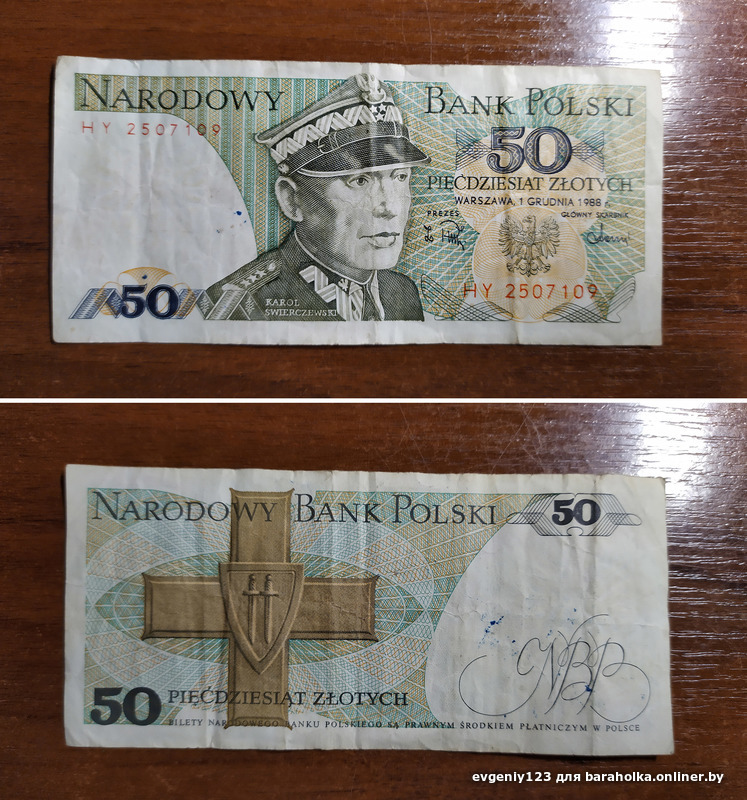 NARODOWY BANK POLSKI
HY 2507109
50
PIĘĆDZIESIĄT ZŁOTYCH
WARSZAWA, 1 GRUDNIA 1988 r.
PREZES GŁÓWNY SKARBNIK
HY 2507109
50
KAROL
ŚWIERCZEWSKI
NARODOWY BANK POLSKI
50
NBP
50 PIĘĆDZIESIĄT ZŁOTYCH
BILETY NARODOWEGO BANKU POLSKIEGO SĄ PRAWNYM ŚRODKIEM PŁATNICZYM W POLSCE
evgeniy123 для baraholka.onliner.by